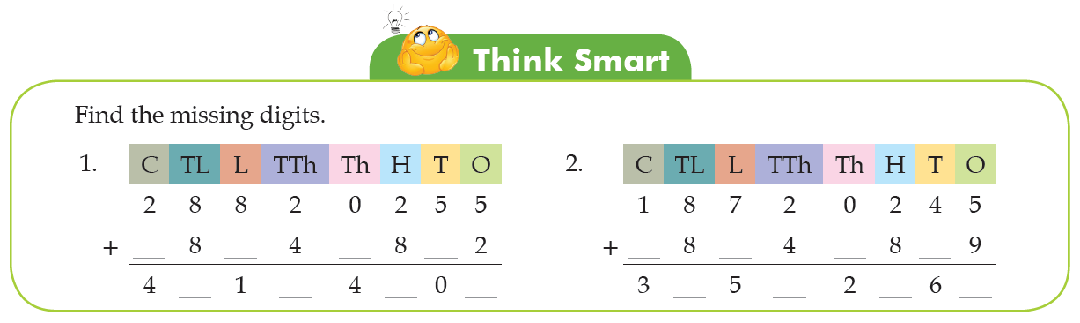 Think Smart
Find the missing digits.
1. C TL L TTh Th H T O
2 8 8 2 0 2 5 5
+ __ 8 __ 4 __ 8 __ 2
4 __ 1 __ 4 __ 0 __
2. C TL L TTh Th H T O
1 8 7 2 0 2 4 5
+ __ 8 __ 4 __ 8 __ 9
3 __ 5 __ 2 __ 6 __